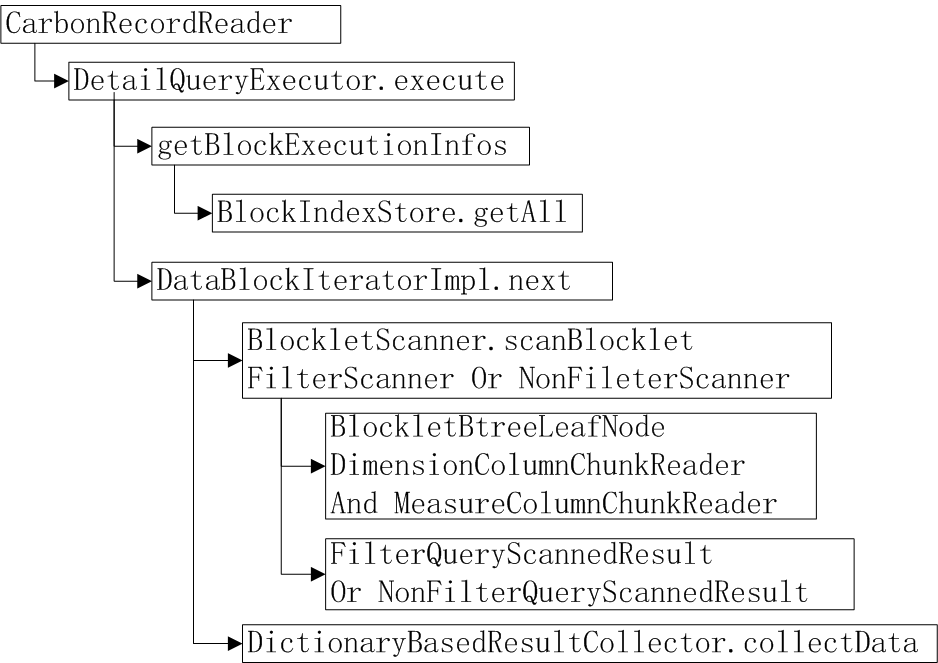 CarbonRecordReader
DetailQueryExecutor.execute
getBlockExecutionInfos
BlockIndexStore.getAll
DataBlockIteratorImpl.next
BlockletScanner.scanBlocklet
FilterScanner Or NonFileterScanner
BlockletBtreeLeafNode
DimensionColumnChunkReader
And MeasureColumnChunkReader
FilterQueryScannedResult
Or NonFilterQueryScannedResult
DictionaryBasedResultCollector.collectData